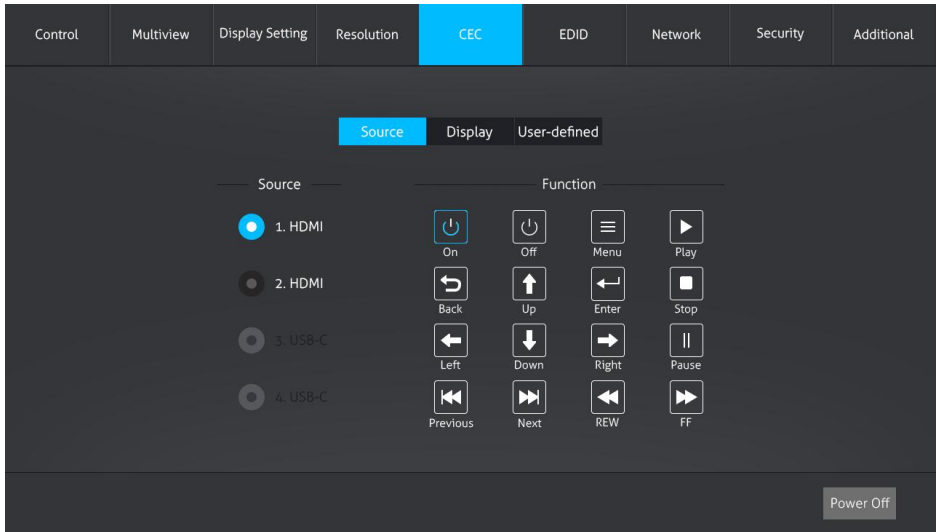 Control Multiview Display Setting Resolution CEC EDID Network Security Additional
Source Display User-defined
Source Function
1. HDMI
On Off Menu Play
2. HDMI
Back Up Enter Stop
3. USB-C
Left Down Right Pause
4. USB-C
Previous Next REW FF
Power Off